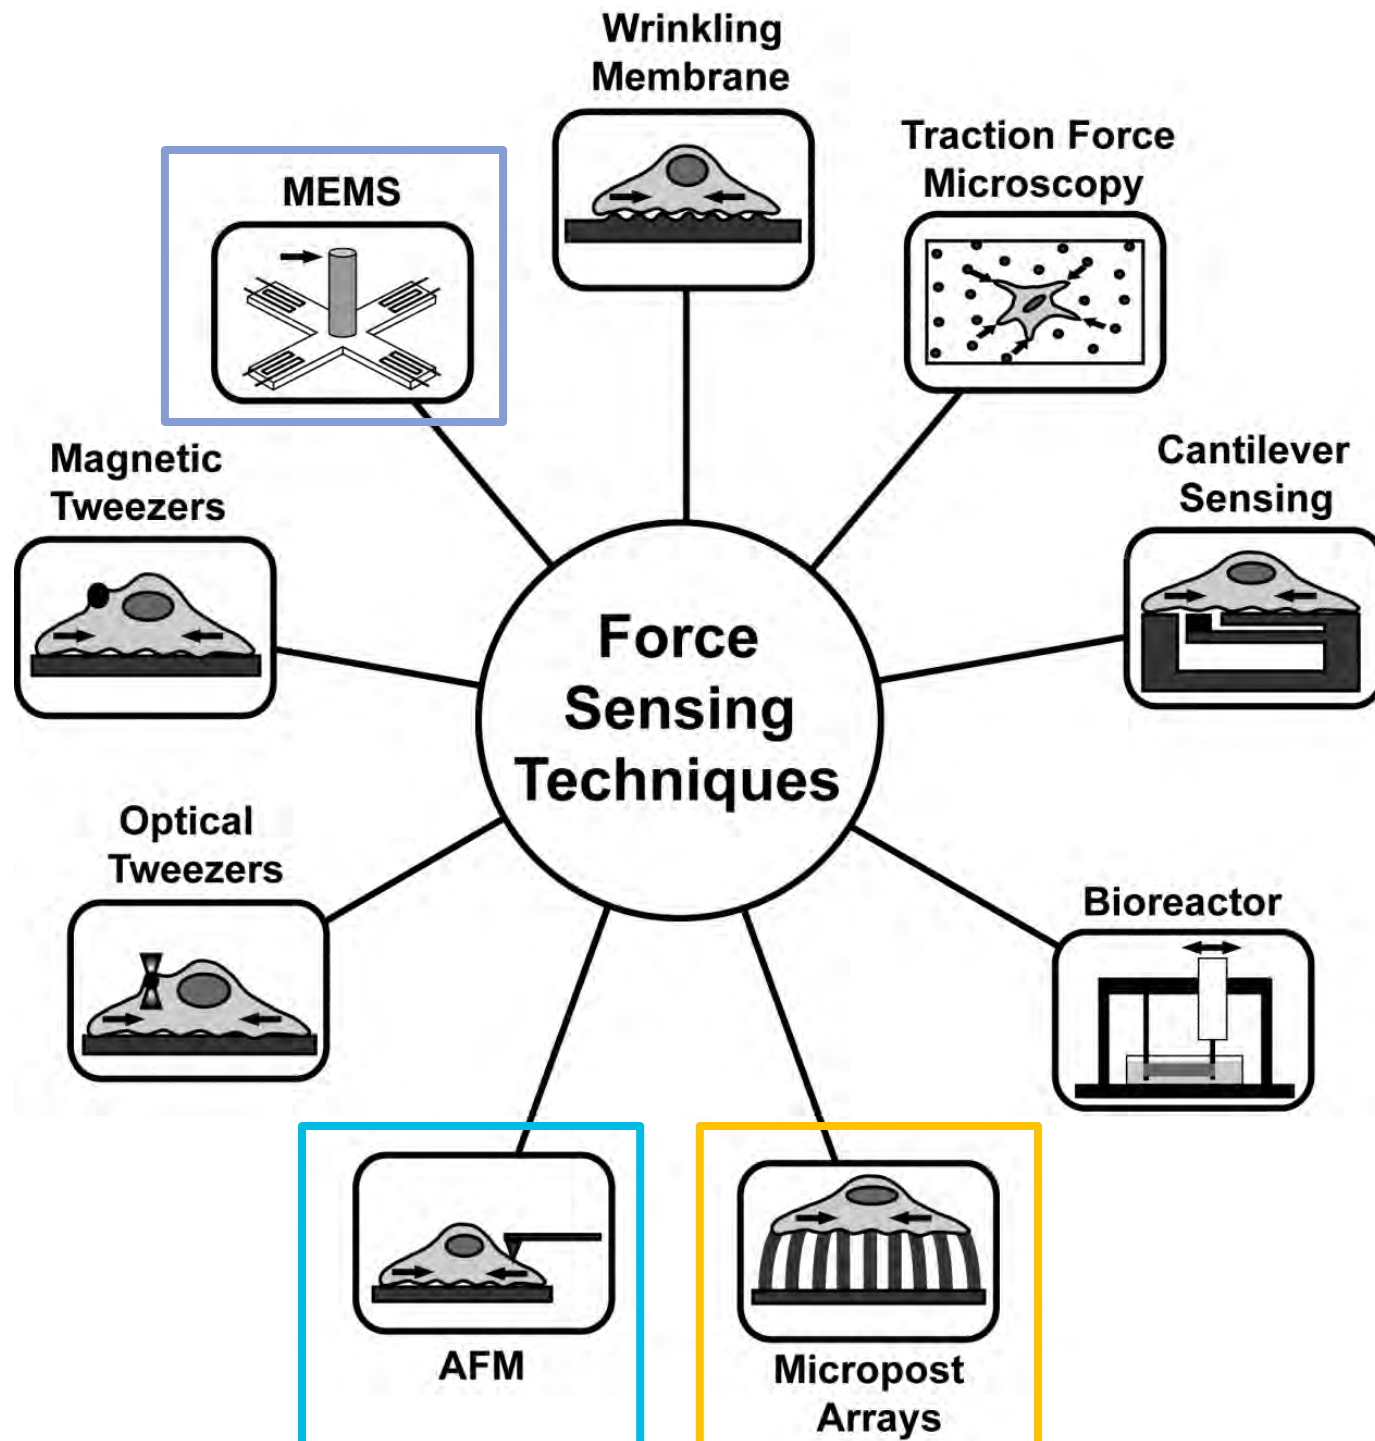 Wrinkling
Membrane
Traction Force
Microscopy
MEMS
Cantilever
Sensing
Magnetic
Tweezers
Force
Sensing
Techniques
Optical
Tweezers
Bioreactor
AFM
Micropost
Arrays